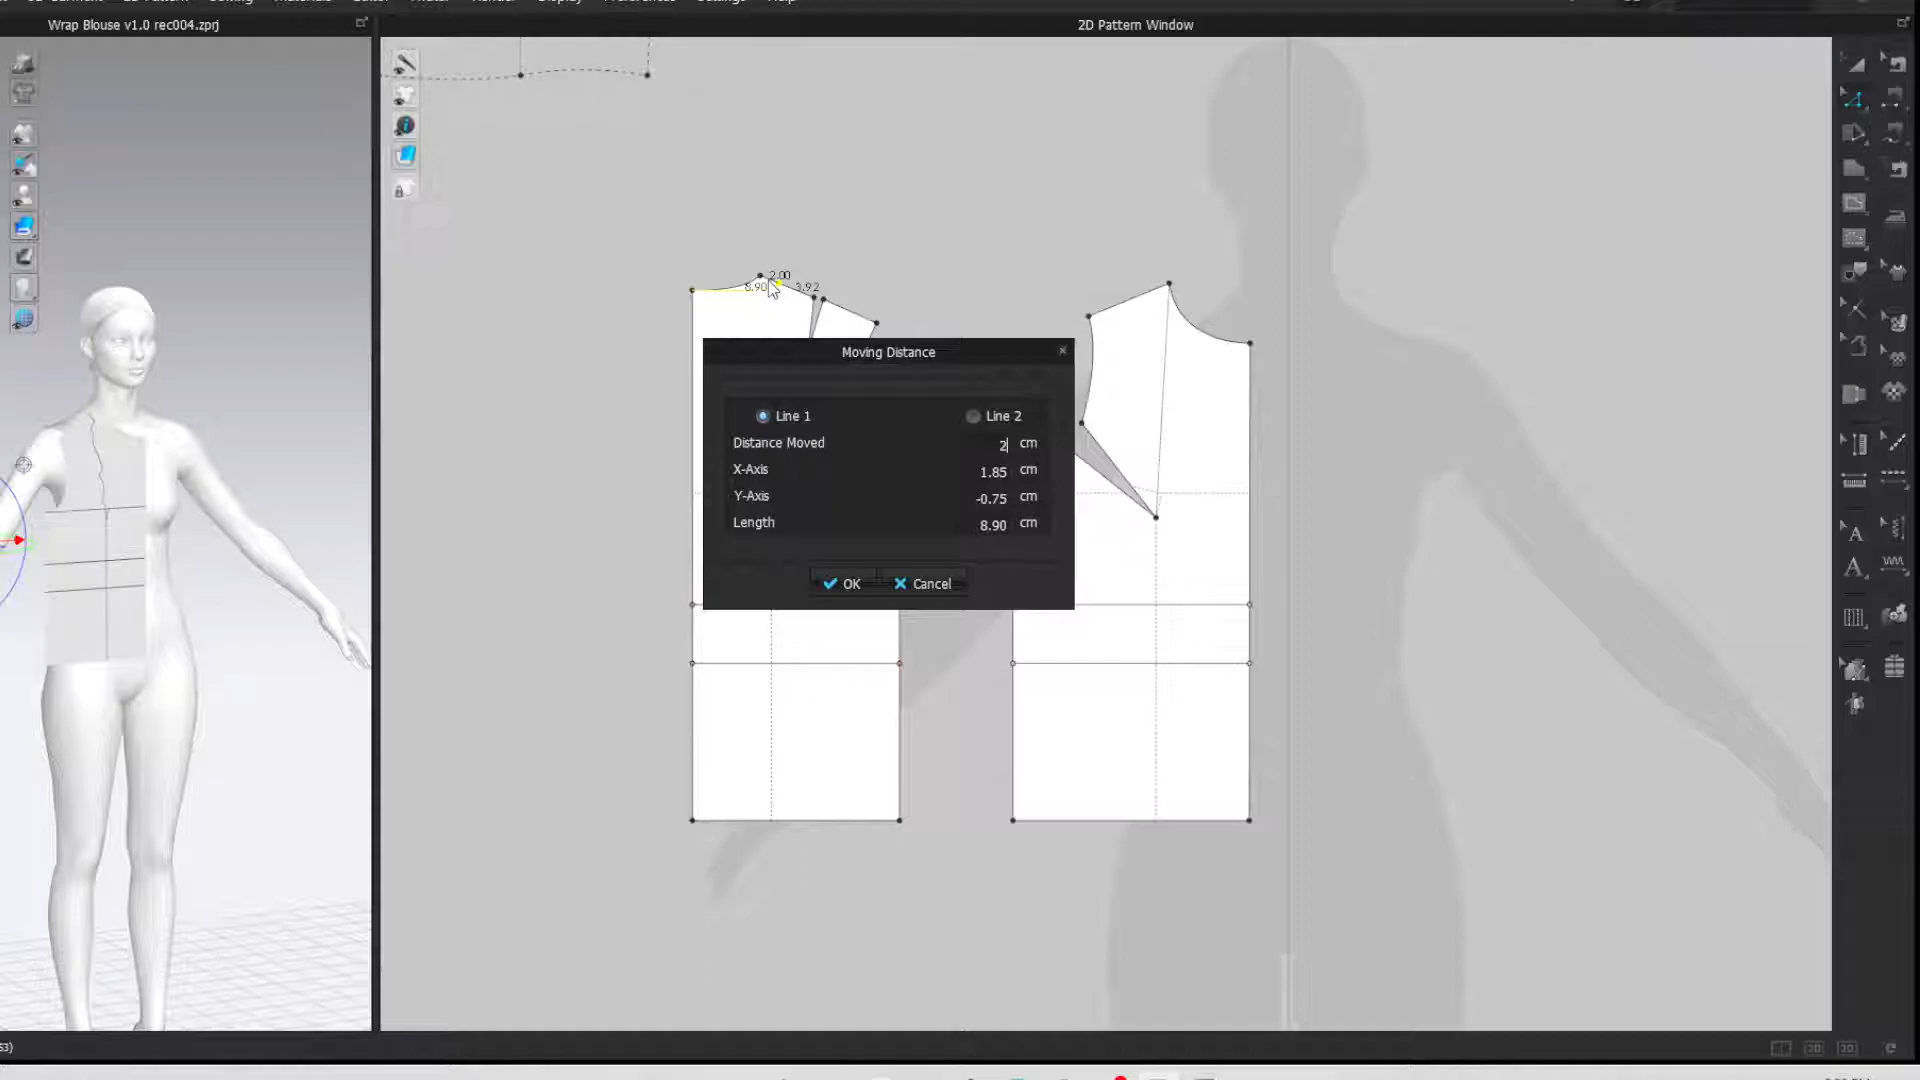 Wrap Blouse v1.0 rec004.zprj
2D Pattern Window
2.00
8.90
3.92
Moving Distance
Line 1
Line 2
Distance Moved
2 cm
X-Axis
1.85 cm
Y-Axis
-0.75 cm
Length
8.90 cm
OK
Cancel
A
A
3D
2D